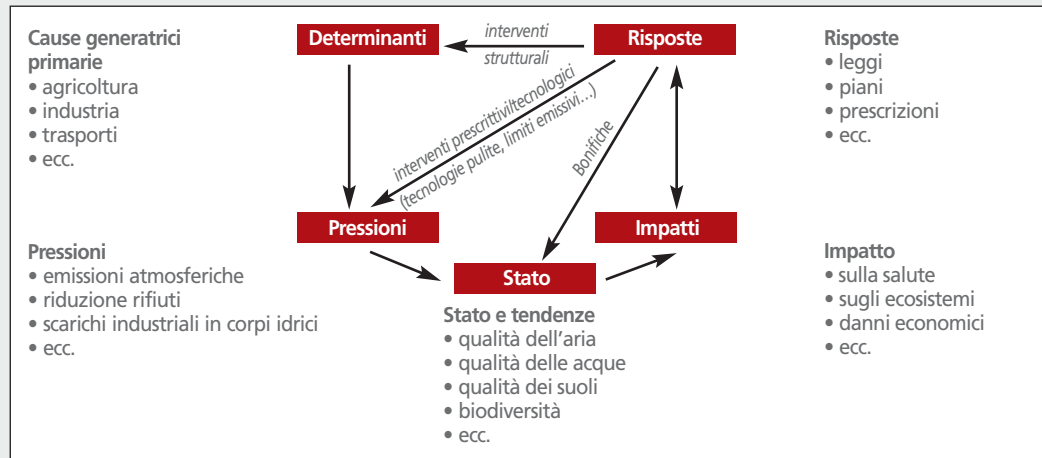 Cause generatrici
primarie
• agricoltura
• industria
• trasporti
• ecc.
Determinanti
interventi
strutturali
Risposte
Risposte
• leggi
• piani
• prescrizioni
• ecc.
interventi prescrittivi/tecnologici
(tecnologie pulite, limiti emissivi…)
Bonifiche
Pressioni
Impatti
Stato
Pressioni
• emissioni atmosferiche
• riduzione rifiuti
• scarichi industriali in corpi idrici
• ecc.
Stato e tendenze
• qualità dell’aria
• qualità delle acque
• qualità dei suoli
• biodiversità
• ecc.
Impatto
• sulla salute
• sugli ecosistemi
• danni economici
• ecc.